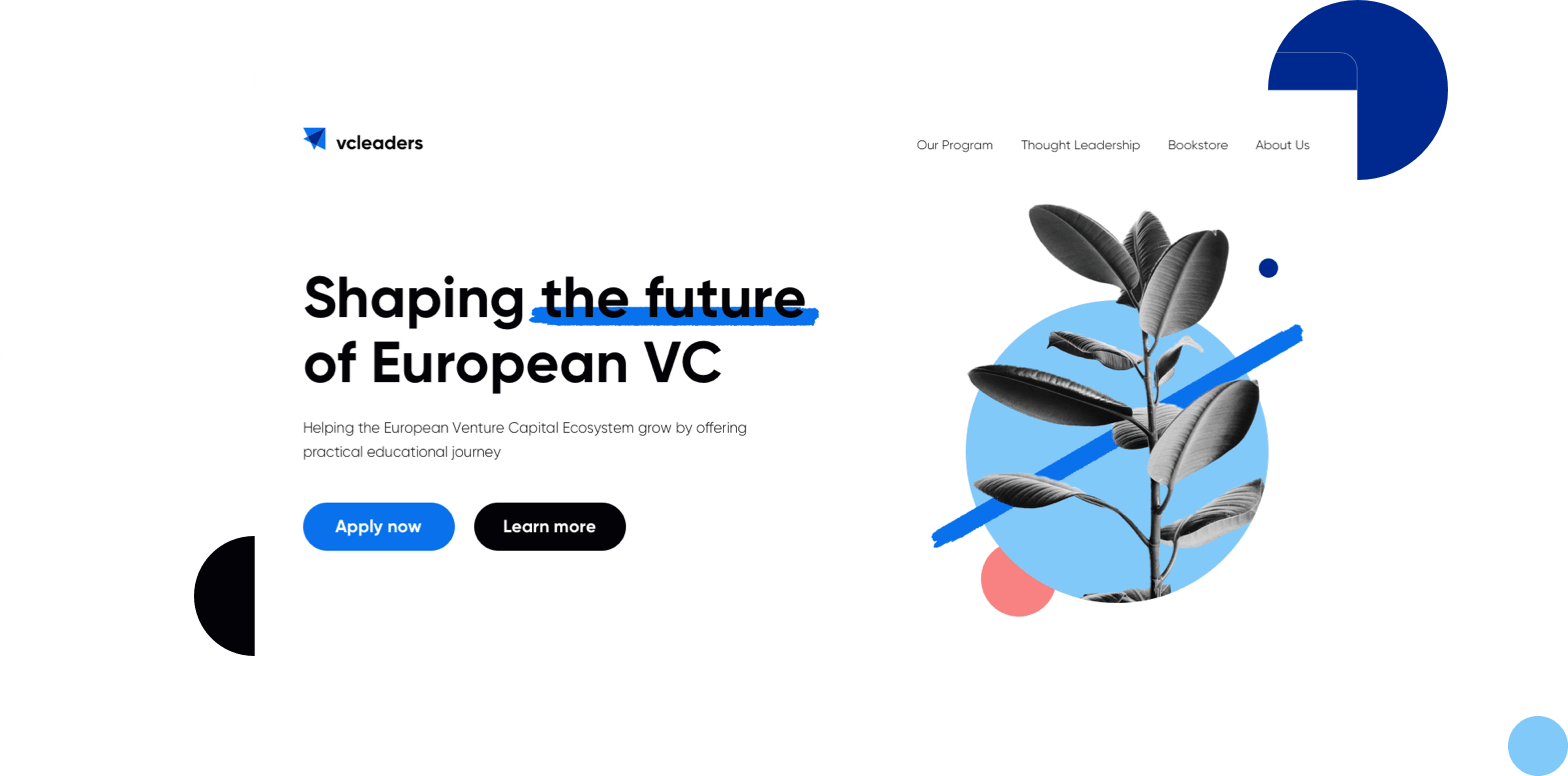 vcleaders
Our Program
Thought Leadership
Bookstore
About Us
Shaping the future
of European VC
Helping the European Venture Capital Ecosystem grow by offering
practical educational journey
Apply now
Learn more